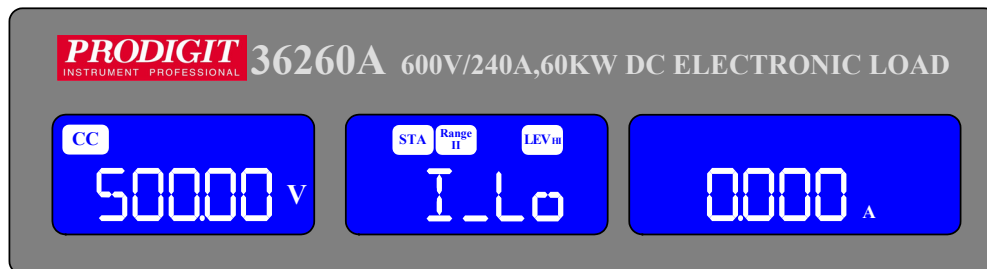 PRODIGIT
INSTRUMENT PROFESSIONAL
36260A 600V/240A,60KW DC ELECTRONIC LOAD
CC
500.00 V
STA Range II LEV HI
I_Lo
0.000 A